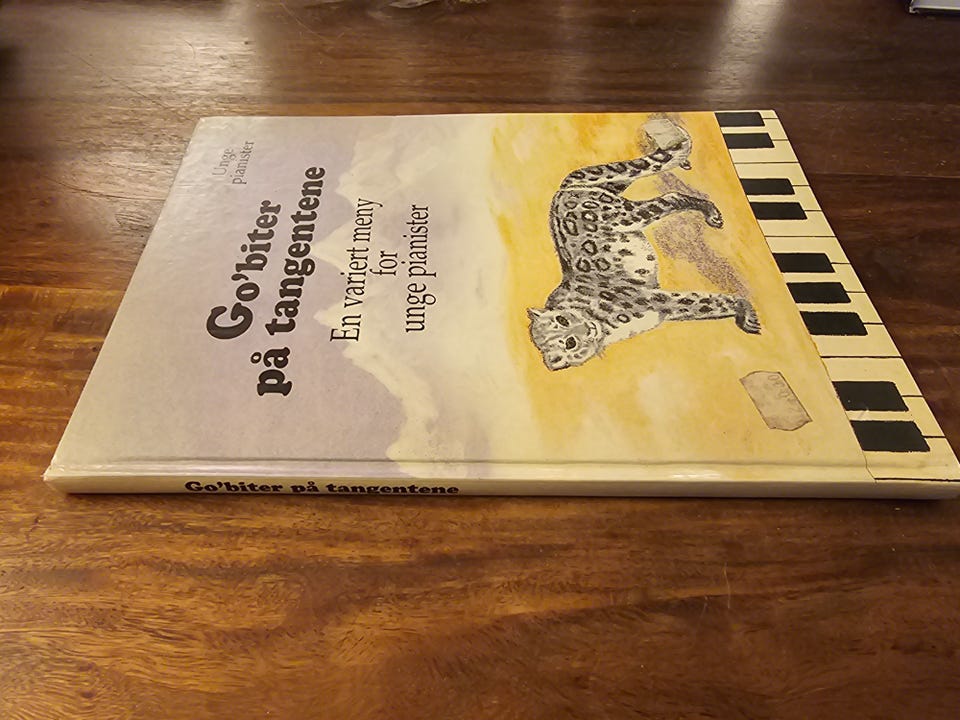 Unge
pianister
Go'biter
på tangentene
En variert meny
for
unge pianister
Go'biter på tangentene